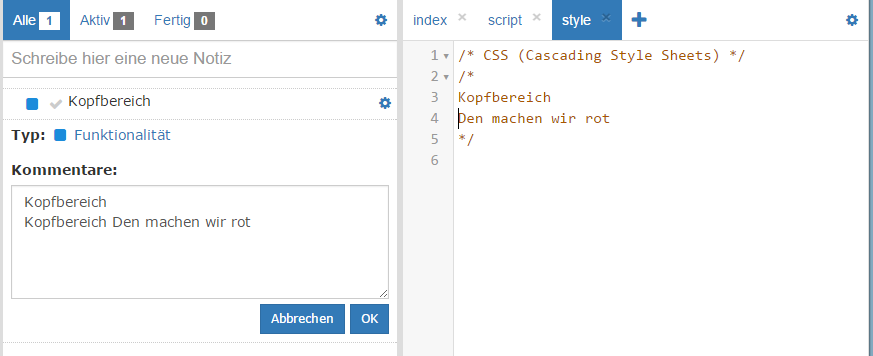 Alle 1 Aktiv 1 Fertig 0
Schreibe hier eine neue Notiz
Kopfbereich
Typ: Funktionalität
Kommentare:
Kopfbereich
Kopfbereich Den machen wir rot
Abbrechen OK
index × script × style ×
1 /* CSS (Cascading Style Sheets) */
2 /*
3 Kopfbereich
4 Den machen wir rot
5 */
6